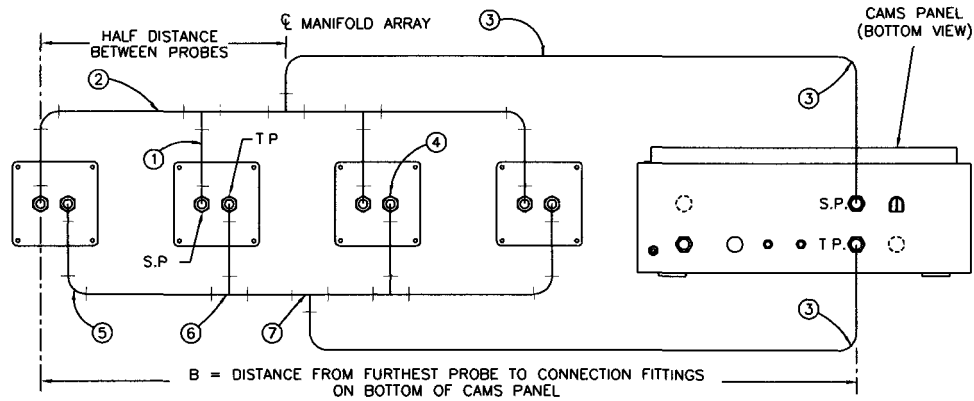 ℄ MANIFOLD ARRAY
③
CAMS PANEL
(BOTTOM VIEW)
HALF DISTANCE
BETWEEN PROBES
②
③
①
T P.
④
S.P.
S.P
T P.
⑤
⑥
⑦
③
B = DISTANCE FROM FURTHEST PROBE TO CONNECTION FITTINGS
ON BOTTOM OF CAMS PANEL